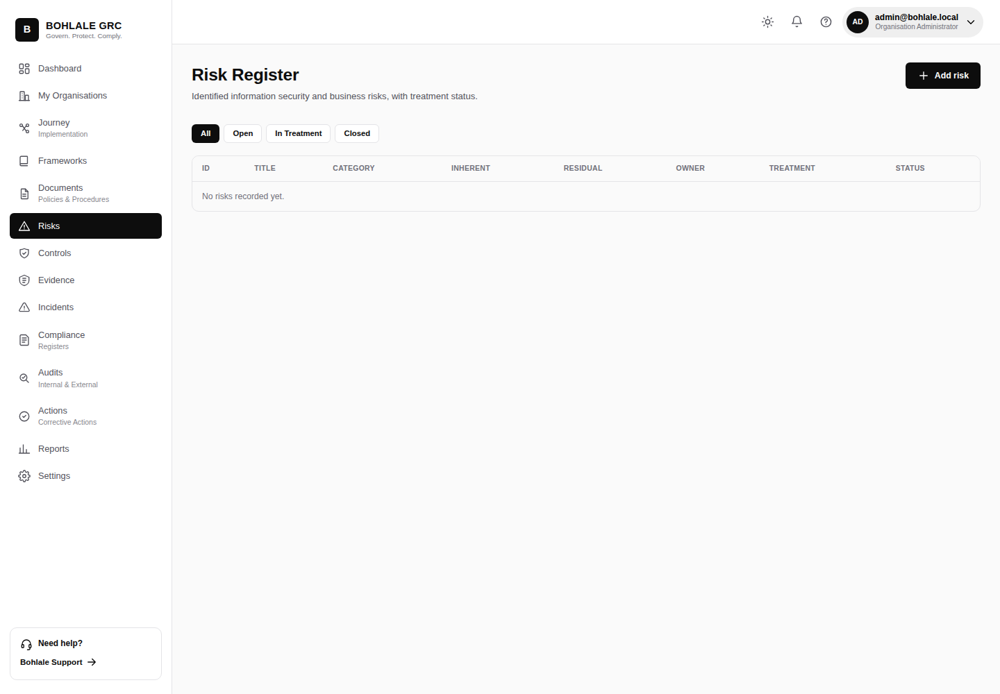 B
BOHLALE GRC
Govern. Protect. Comply.
Dashboard
My Organisations
Journey
Implementation
Frameworks
Documents
Policies & Procedures
Risks
Controls
Evidence
Incidents
Compliance
Registers
Audits
Internal & External
Actions
Corrective Actions
Reports
Settings
Need help?
Bohlale Support
AD
admin@bohlale.local
Organisation Administrator
Risk Register
Identified information security and business risks, with treatment status.
Add risk
All Open In Treatment Closed
ID TITLE CATEGORY INHERENT RESIDUAL OWNER TREATMENT STATUS
No risks recorded yet.